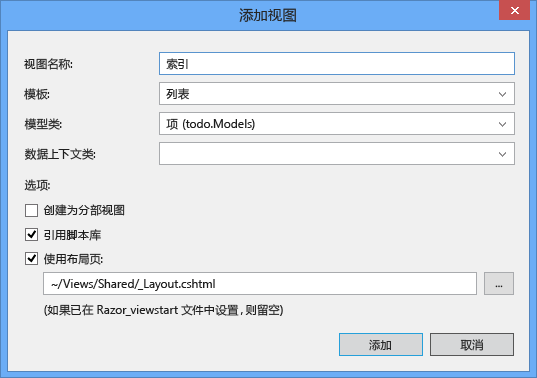 添加视图
视图名称: 索引
模板: 列表
模型类: 项 (todo.Models)
数据上下文类:
选项:
创建为分部视图
引用脚本库
使用布局页:
~/Views/Shared/_Layout.cshtml ...
(如果已在 Razor_viewstart 文件中设置，则留空)
添加 取消